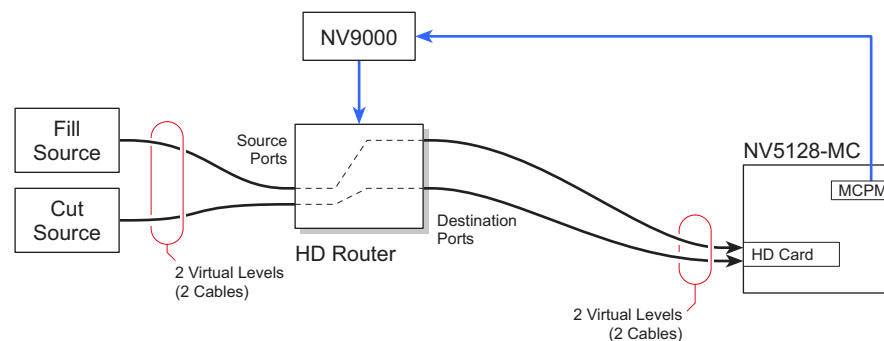 NV9000
Fill
Source
Cut
Source
Source
Ports
HD Router
Destination
Ports
2 Virtual Levels
(2 Cables)
NV5128-MC
MCPM
HD Card
2 Virtual Levels
(2 Cables)